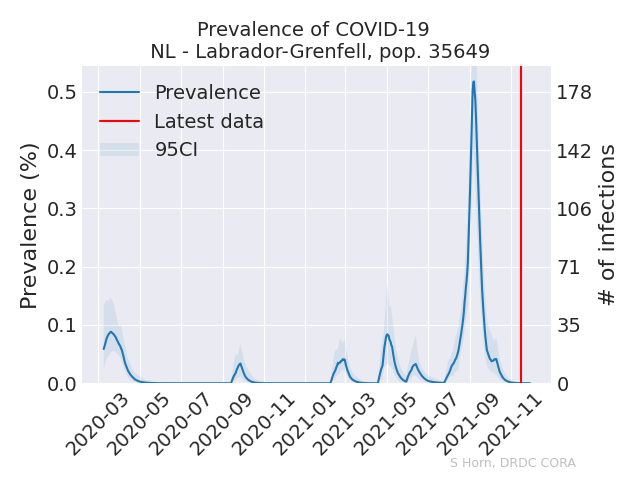 Prevalence of COVID-19
NL - Labrador-Grenfell, pop. 35649
Prevalence
Latest data
95CI
Prevalence (%)
0.5
0.4
0.3
0.2
0.1
0.0
178
142
106
71
35
0
# of infections
2020-03
2020-05
2020-07
2020-09
2020-11
2021-01
2021-03
2021-05
2021-07
2021-09
2021-11
S Horn, DRDC CORA